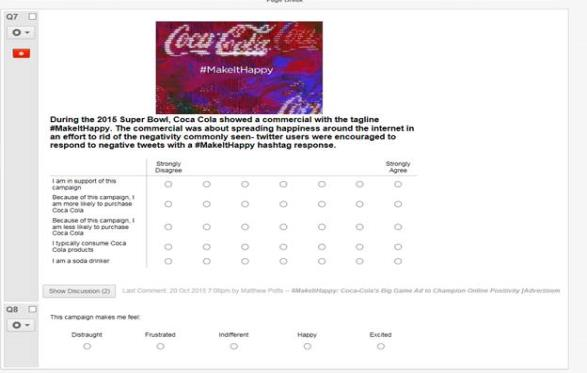 Page Break
Q7
Coca-Cola
#MakeItHappy
During the 2015 Super Bowl, Coca Cola showed a commercial with the tagline
#MakeItHappy. The commercial was about spreading happiness around the internet in
an effort to rid of the negativity commonly seen- twitter users were encouraged to
respond to negative tweets with a #MakeItHappy hashtag response.
Strongly Disagree
Strongly Agree
I am in support of this
campaign
Because of this campaign, I
am more likely to purchase
Coca Cola
Because of this campaign, I
am less likely to purchase
Coca Cola
I typically consume Coca
Cola products
I am a soda drinker
Show Discussion (2) Last Comment: 20 Oct 2015 7:08pm by Matthew Potts – #MakeItHappy: Coca-Cola's Big Game Ad to Champion Online Positivity [Advertisem
Q8
This campaign makes me feel:
Distraught Frustrated Indifferent Happy Excited